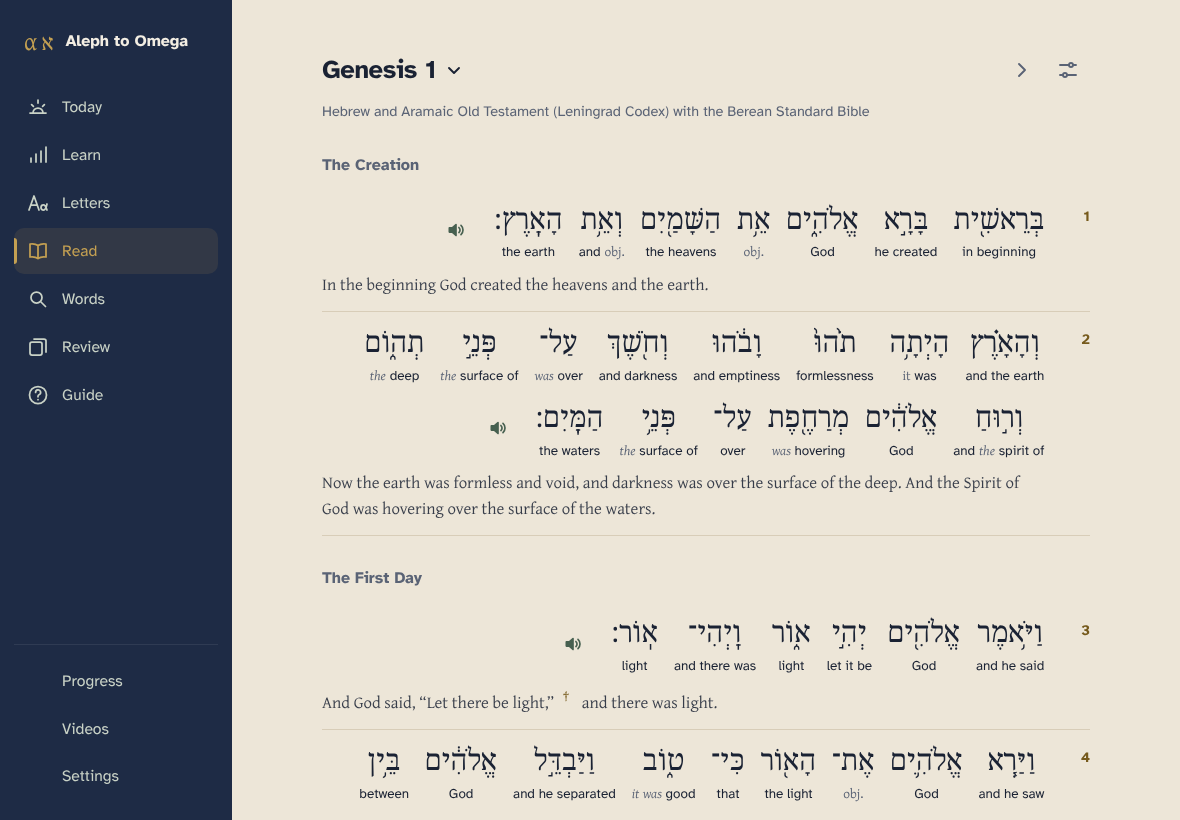 αא Aleph to Omega
Today
Learn
Aα Letters
Read
Words
Review
Guide
Progress
Videos
Settings
Genesis 1
Hebrew and Aramaic Old Testament (Leningrad Codex) with the Berean Standard Bible
The Creation
1
בְּרֵאשִׁ֖ית בָּרָ֣א אֱלֹהִ֑ים אֵ֥ת הַשָּׁמַ֖יִם וְאֵ֥ת הָאָֽרֶץ׃
in beginning he created God obj. the heavens and obj. the earth
In the beginning God created the heavens and the earth.
2
וְהָאָ֗רֶץ הָיְתָ֥ה תֹ֙הוּ֙ וָבֹ֔הוּ וְחֹ֖שֶׁךְ עַל־ פְּנֵ֣י תְה֑וֹם
and the earth it was formlessness and emptiness and darkness was over the surface of the deep
וְר֣וּחַ אֱלֹהִ֔ים מְרַחֶ֖פֶת עַל־ פְּנֵ֥י הַמָּֽיִם׃
and the spirit of God was hovering over the surface of the waters
Now the earth was formless and void, and darkness was over the surface of the deep. And the Spirit of
God was hovering over the surface of the waters.
The First Day
3
וַיֹּ֥אמֶר אֱלֹהִ֖ים יְהִ֣י א֑וֹר וַֽיְהִי־ אֽוֹר׃
and he said God let it be light and there was light
And God said, “Let there be light,” † and there was light.
4
וַיַּ֧רְא אֱלֹהִ֛ים אֶת־ הָא֖וֹר כִּי־ ט֑וֹב וַיַּבְדֵּ֣ל אֱלֹהִ֔ים בֵּ֥ין
and he saw God obj. the light that it was good and he separated God between